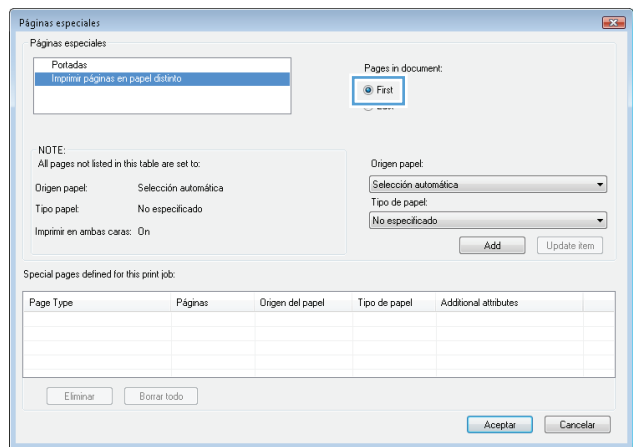 Páginas especiales
Páginas especiales
Portadas
Imprimir páginas en papel distinto
Pages in document:
First
NOTE:
All pages not listed in this table are set to:
Origen papel: Selección automática
Tipo papel: No especificado
Imprimir en ambas caras: On
Origen papel:
Selección automática
Tipo de papel:
No especificado
Add Update item
Special pages defined for this print job:
Page Type Páginas Origen del papel Tipo de papel Additional attributes
Eliminar Borrar todo
Aceptar Cancelar